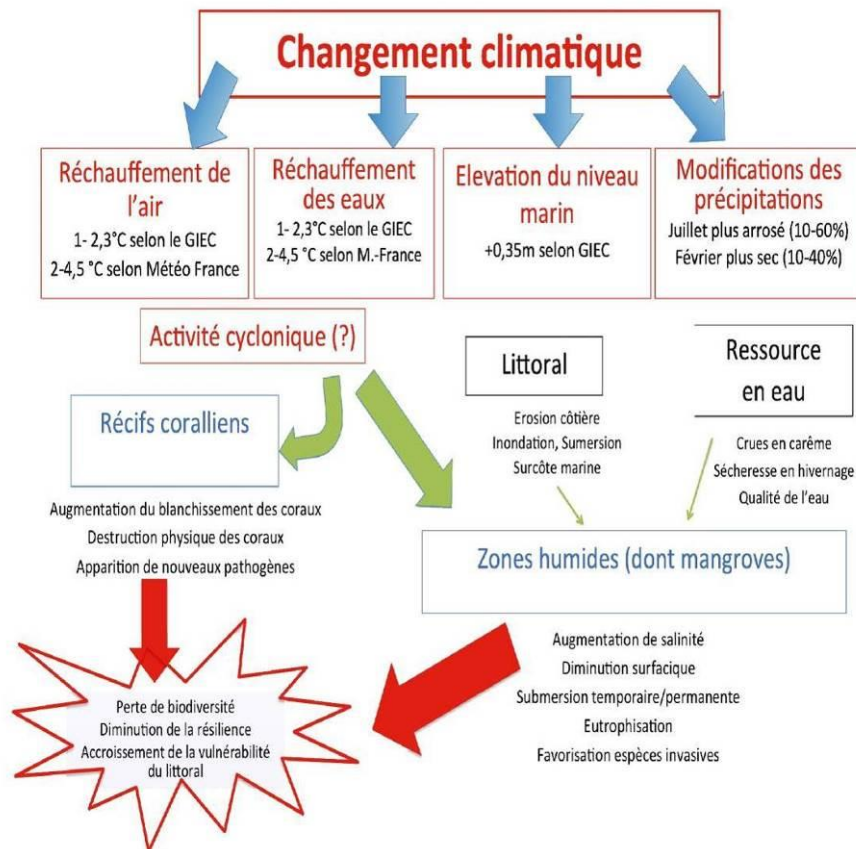 Changement climatique
Réchauffement de
l'air
1- 2,3°C selon le GIEC
2-4,5 °C selon Météo France
Réchauffement
des eaux
1- 2,3°C selon le GIEC
2-4,5 °C selon M.-France
Elevation du niveau
marin
+0,35m selon GIEC
Modifications des
précipitations
Juillet plus arrosé (10-60%)
Février plus sec (10-40%)
Activité cyclonique (?)
Littoral
Erosion côtière
Inondation, Sumersion
Surcôte marine
Ressource
en eau
Crues en carême
Sécheresse en hivernage
Qualité de l'eau
Récifs coralliens
Augmentation du blanchissement des coraux
Destruction physique des coraux
Apparition de nouveaux pathogènes
Zones humides (dont mangroves)
Augmentation de salinité
Diminution surfacique
Submersion temporaire/permanente
Eutrophisation
Favorisation espèces invasives
Perte de biodiversité
Diminution de la résilience
Accroissement de la vulnérabilité
du littoral